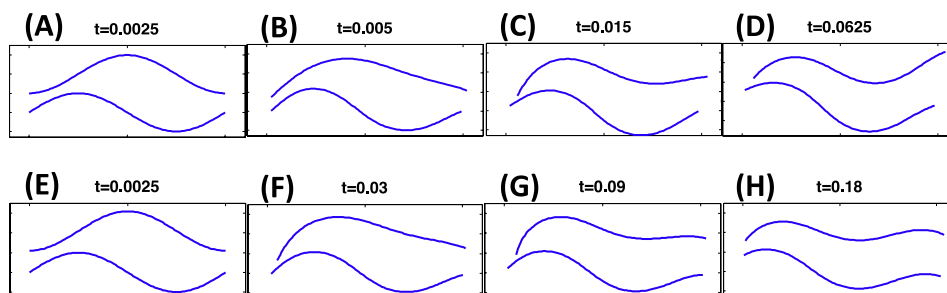 (A) t=0.0025
(B) t=0.005
(C) t=0.015
(D) t=0.0625
(E) t=0.0025
(F) t=0.03
(G) t=0.09
(H) t=0.18